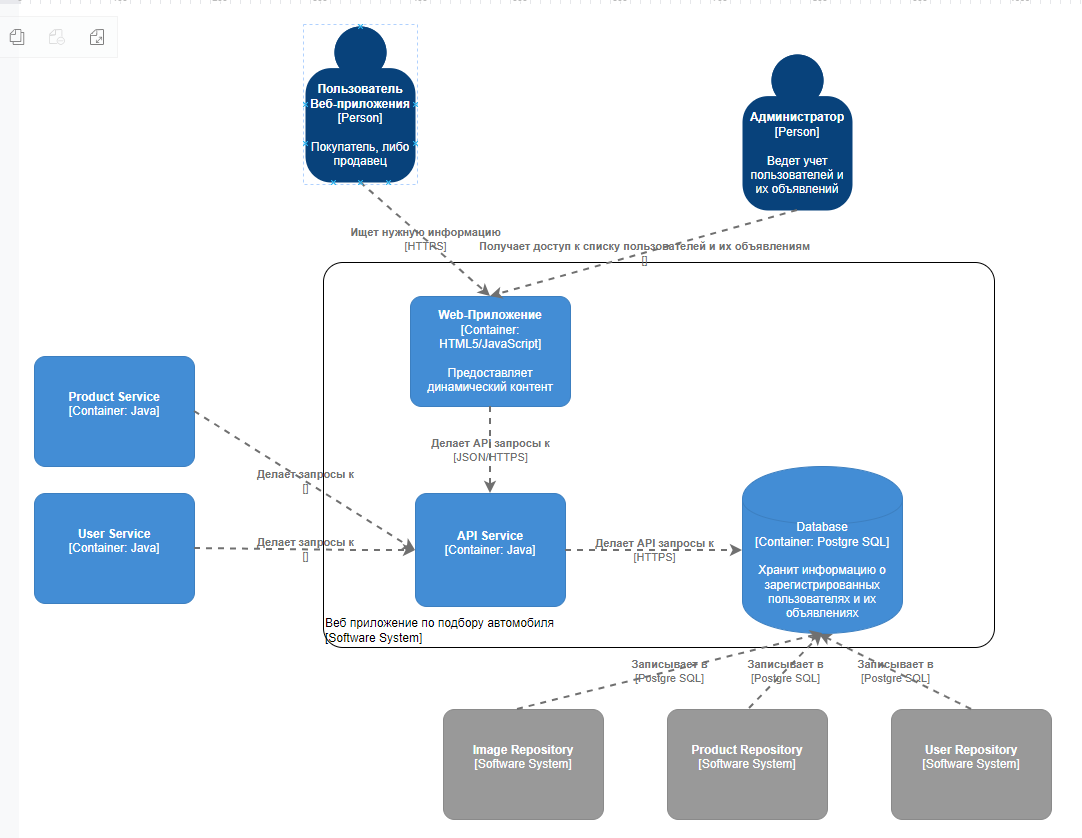 Пользователь
Веб-приложения
[Person]
Покупатель, либо
продавец
Администратор
[Person]
Ведет учет
пользователей и
их объявлений
Ищет нужную информацию
[HTTPS]
Получает доступ к списку пользователей и их объявлениям
[]
Web-Приложение
[Container:
HTML5/JavaScript]
Предоставляет
динамический контент
Product Service
[Container: Java]
Делает API запросы к
[JSON/HTTPS]
Делает запросы к
[]
User Service
[Container: Java]
Делает запросы к
[]
API Service
[Container: Java]
Делает API запросы к
[HTTPS]
Database
[Container: Postgre SQL]
Хранит информацию о
зарегистрированных
пользователях и их
объявлениях
Веб приложение по подбору автомобиля
[Software System]
Записывает в
[Postgre SQL]
Записывает в
[Postgre SQL]
Записывает в
[Postgre SQL]
Image Repository
[Software System]
Product Repository
[Software System]
User Repository
[Software System]